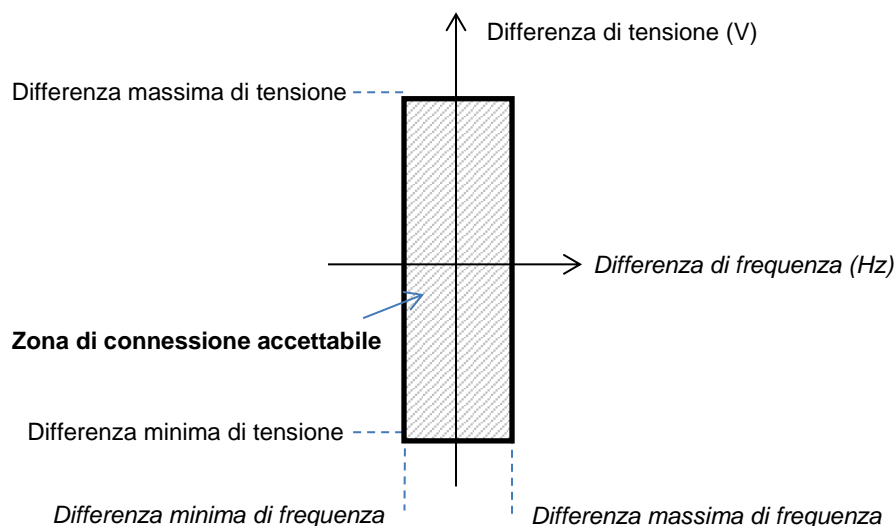 Differenza di tensione (V)
Differenza massima di tensione
Differenza di frequenza (Hz)
Zona di connessione accettabile
Differenza minima di tensione
Differenza minima di frequenza
Differenza massima di frequenza